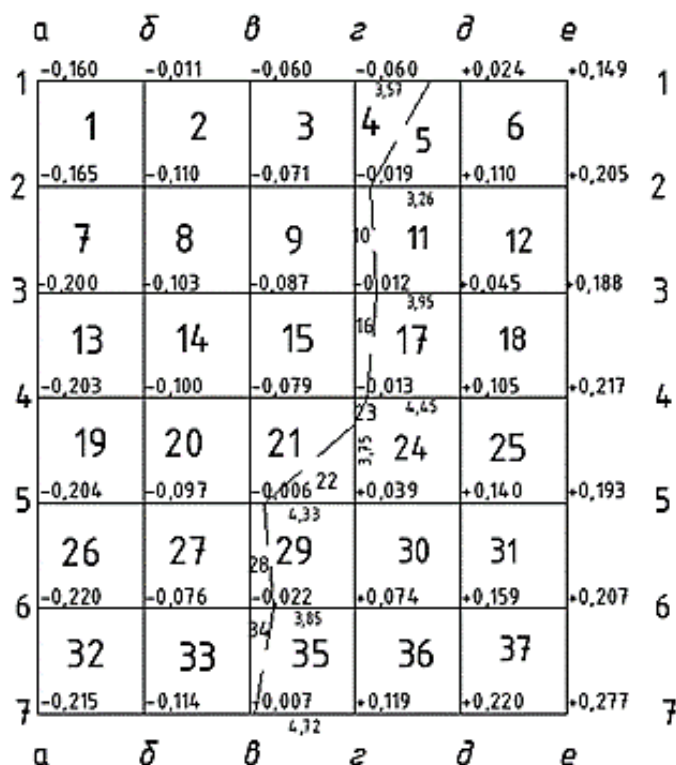 а б в г д е
1 -0,160 -0,011 -0,060 -0,060 +0,024 +0,149 1
3,57
1 2 3 4 5 6
2 -0,165 -0,110 -0,071 -0,019 +0,110 +0,205 2
3,26
7 8 9 10 11 12
3 -0,200 -0,103 -0,087 -0,012 +0,045 +0,188 3
3,95
13 14 15 16 17 18
4 -0,203 -0,100 -0,079 -0,013 +0,105 +0,217 4
23 4,45
19 20 21 3,75 24 25
22
5 -0,204 -0,097 -0,006 +0,039 +0,140 +0,193 5
4,33
26 27 28 29 30 31
6 -0,220 -0,076 -0,022 +0,074 +0,159 +0,207 6
34 3,85
32 33 35 36 37
7 -0,215 -0,114 -0,007 +0,119 +0,220 +0,277 7
4,72
а б в г д е